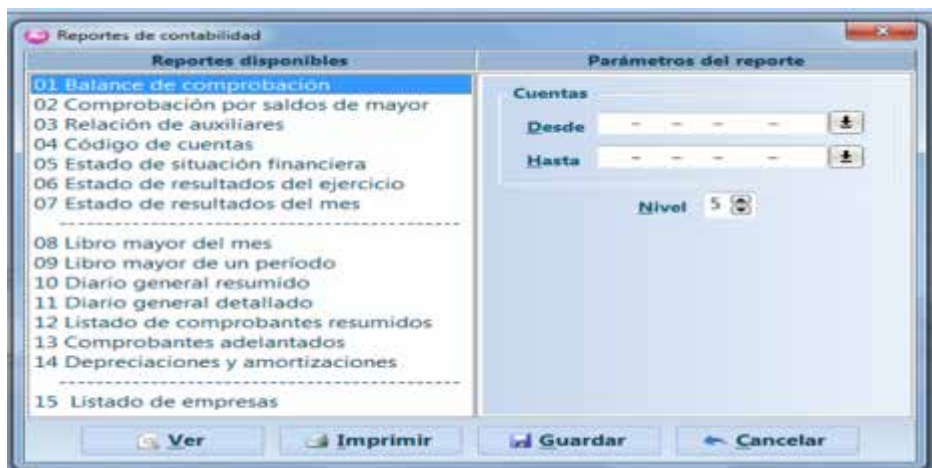 Reportes de contabilidad
Reportes disponibles
01 Balance de comprobación
02 Comprobación por saldos de mayor
03 Relación de auxiliares
04 Código de cuentas
05 Estado de situación financiera
06 Estado de resultados del ejercicio
07 Estado de resultados del mes
--------------------------------------------
08 Libro mayor del mes
09 Libro mayor de un período
10 Diario general resumido
11 Diario general detallado
12 Listado de comprobantes resumidos
13 Comprobantes adelantados
14 Depreciaciones y amortizaciones
--------------------------------------------
15 Listado de empresas
Parámetros del reporte
Cuentas
Desde - - - -
Hasta - - - -
Nivel 5
Ver Imprimir Guardar Cancelar